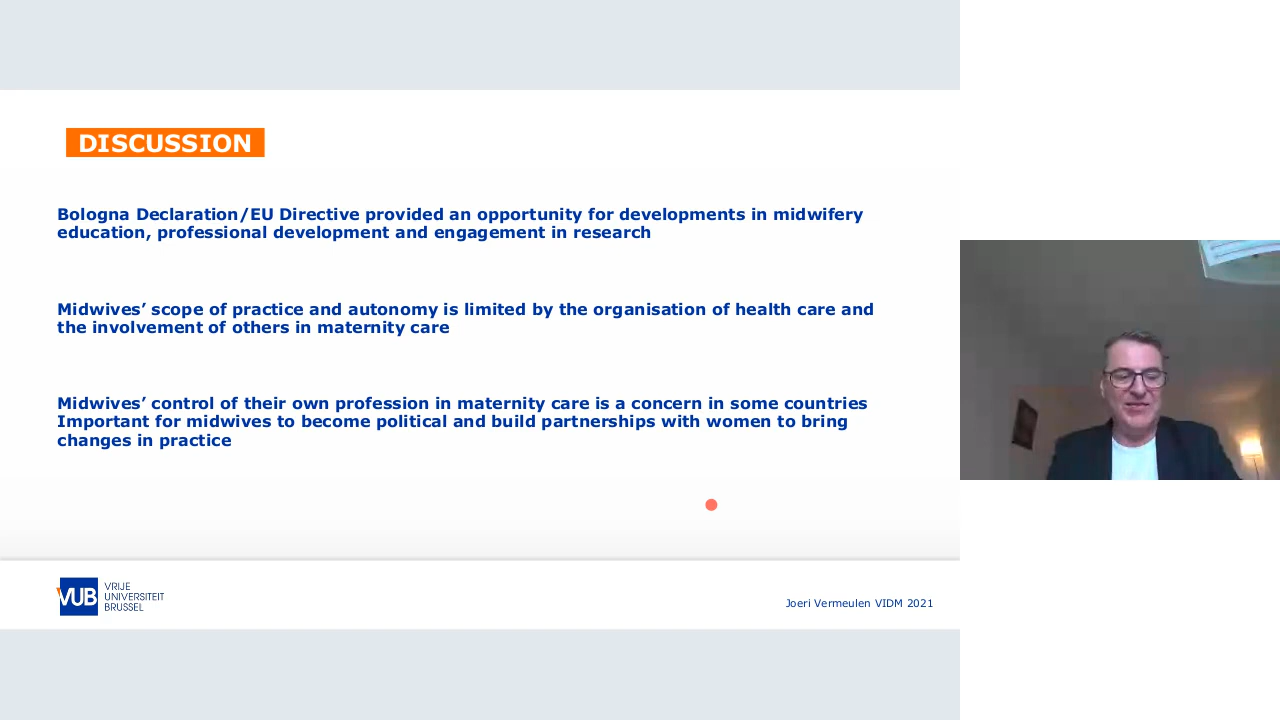 DISCUSSION
Bologna Declaration/EU Directive provided an opportunity for developments in midwifery
education, professional development and engagement in research
Midwives’ scope of practice and autonomy is limited by the organisation of health care and
the involvement of others in maternity care
Midwives’ control of their own profession in maternity care is a concern in some countries
Important for midwives to become political and build partnerships with women to bring
changes in practice
VUB
VRIJE
UNIVERSITEIT
BRUSSEL
Joeri Vermeulen VIDM 2021